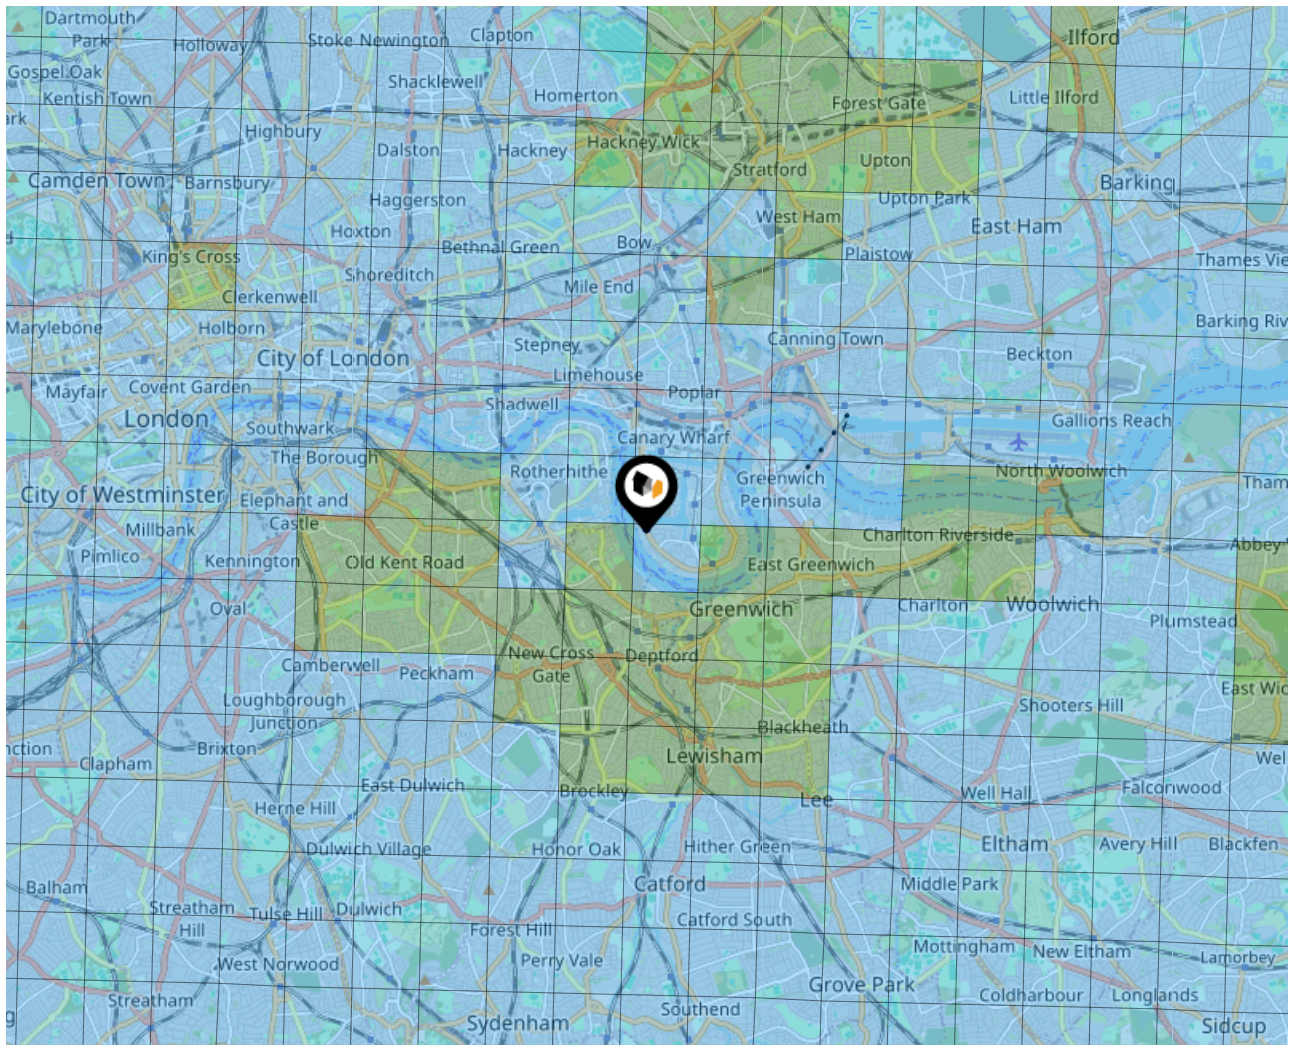 Dartmouth
Park
Holloway
Stoke Newington
Clapton
Ilford
Gospel Oak
Shacklewell
Kentish Town
Homerton
Forest Gate
Little Ilford
ark
Highbury
Dalston
Hackney
Hackney Wick
Stratford
Upton
Camden Town
Barnsbury
Haggerston
Upton Park
Barking
West Ham
East Ham
Hoxton
Bethnal Green
Bow
Plaistow
King's Cross
Shoreditch
Mile End
Thames Vie
Clerkenwell
Marylebone
Holborn
Stepney
Canning Town
Barking Riv
City of London
Beckton
Mayfair
Covent Garden
Limehouse
Poplar
London
Southwark
Shadwell
Canary Wharf
Gallions Reach
The Borough
Rotherhithe
Greenwich
Peninsula
North Woolwich
City of Westminster
Elephant and
Castle
Tham
Millbank
Charlton Riverside
Abbey
Pimlico
Kennington
Old Kent Road
East Greenwich
Oval
Greenwich
Charlton
Woolwich
Plumstead
Camberwell
Peckham
New Cross
Gate
Deptford
Loughborough
Junction
East Wic
Shooters Hill
nction
Brixton
Blackheath
Clapham
Lewisham
Wel
East Dulwich
Brockley
Lee
Well Hall
Falconwood
Herne Hill
Dulwich Village
Honor Oak
Hither Green
Eltham
Avery Hill
Blackfen
Balham
Catford
Middle Park
Streatham
Hill
Tulse Hill
Dulwich
Forest Hill
Catford South
Mottingham
New Eltham
Lamorbey
West Norwood
Perry Vale
Grove Park
Coldharbour
Longlands
Streatham
Southend
g
Sydenham
Sidcup